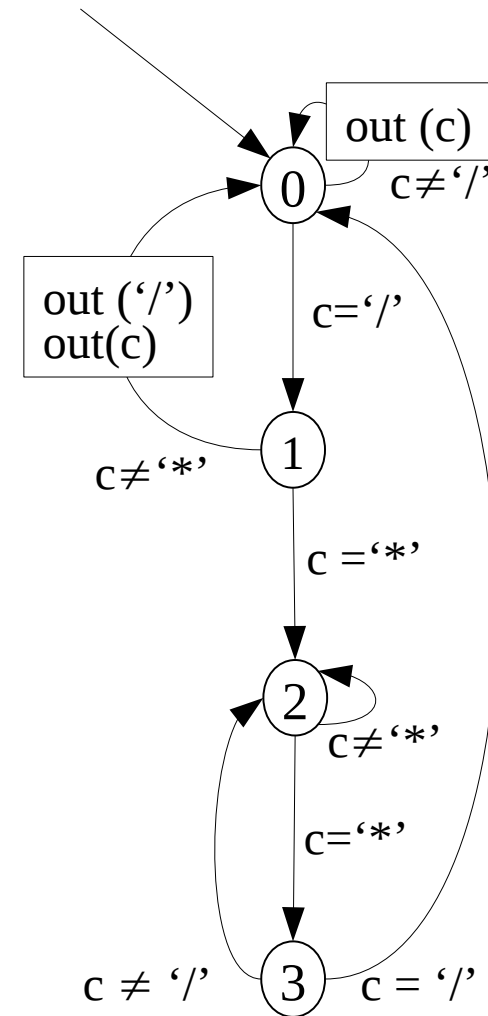 out (c)
c≠‘/’
0
out (‘/’)
out(c)
c=‘/’
1
c≠‘*’
c =‘*’
2
c≠‘*’
c=‘*’
c ≠ ‘/’
3
c = ‘/’